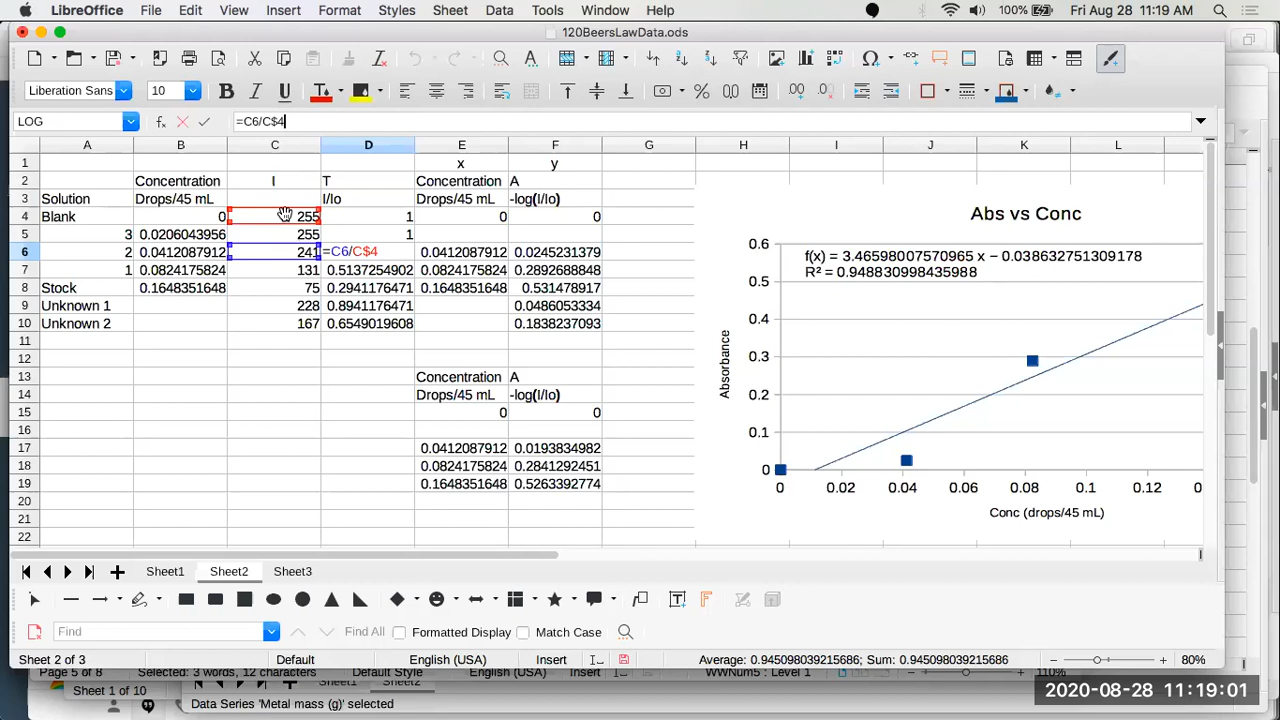 LibreOffice File Edit View Insert Format Styles Sheet Data Tools Window Help 100% Fri Aug 28 11:19 AM
120BeersLawData.ods
Liberation Sans 10
LOG =C6/C$4
A B C D E F G H I J K L
1 x y
2 Concentration I T Concentration A
3 Solution Drops/45 mL I/Io Drops/45 mL -log(I/Io)
4 Blank 0 255 1 0 0
5 3 0.0206043956 255 1
6 2 0.0412087912 241 =C6/C$4 0.0412087912 0.0245231379
7 1 0.0824175824 131 0.5137254902 0.0824175824 0.2892688848
8 Stock 0.1648351648 75 0.2941176471 0.1648351648 0.531478917
9 Unknown 1 228 0.8941176471 0.0486053334
10 Unknown 2 167 0.6549019608 0.1838237093
11
12
13 Concentration A
14 Drops/45 mL -log(I/Io)
15 0 0
16
17 0.0412087912 0.0193834982
18 0.0824175824 0.2841292451
19 0.1648351648 0.5263392774
20
21
22
Abs vs Conc
f(x) = 3.46598007570965 x − 0.038632751309178
R² = 0.948830998435988
0.6
0.5
0.4
0.3
0.2
0.1
0
Absorbance
0 0.02 0.04 0.06 0.08 0.1 0.12 0
Conc (drops/45 mL)
Sheet1 Sheet2 Sheet3
Find Find All Formatted Display Match Case
Sheet 2 of 3 Default English (USA) Insert Average: 0.945098039215686; Sum: 0.945098039215686 80%
Page 5 of 8 Selected: 3 words, 12 characters Default Style English (USA) Insert WWNum5 : Level 1 110%
Sheet 1 of 10 Sheet1 Sheet2
Data Series 'Metal mass (g)' selected
2020-08-28 11:19:01